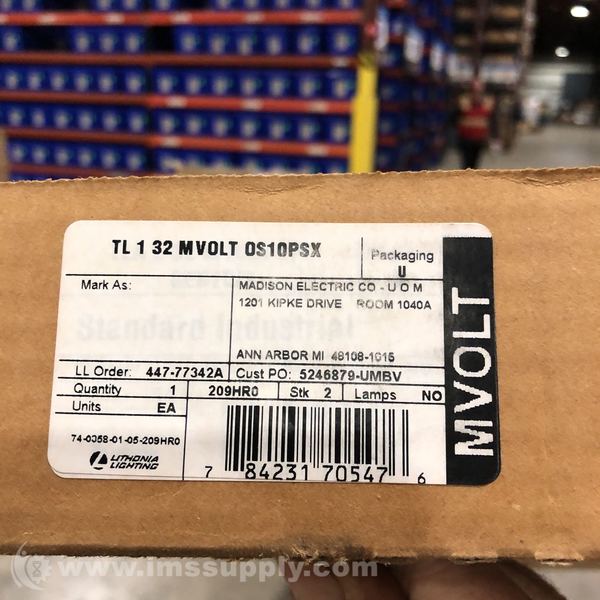 TL 1 32 MVOLT OS10PSX
Packaging
U
Mark As:
MADISON ELECTRIC CO - U O M
1201 KIPKE DRIVE ROOM 1040A
Standard Industrial
ANN ARBOR MI 48108-1015
LL Order: 447-77342A
Cust PO: 5246879-UMBV
Quantity 1
209HR0
Stk 2
Lamps NO
Units EA
74-0358-01-05-209HR0
LITHONIA
LIGHTING
7 84231 70547 6
MVOLT
www.imssupply.com